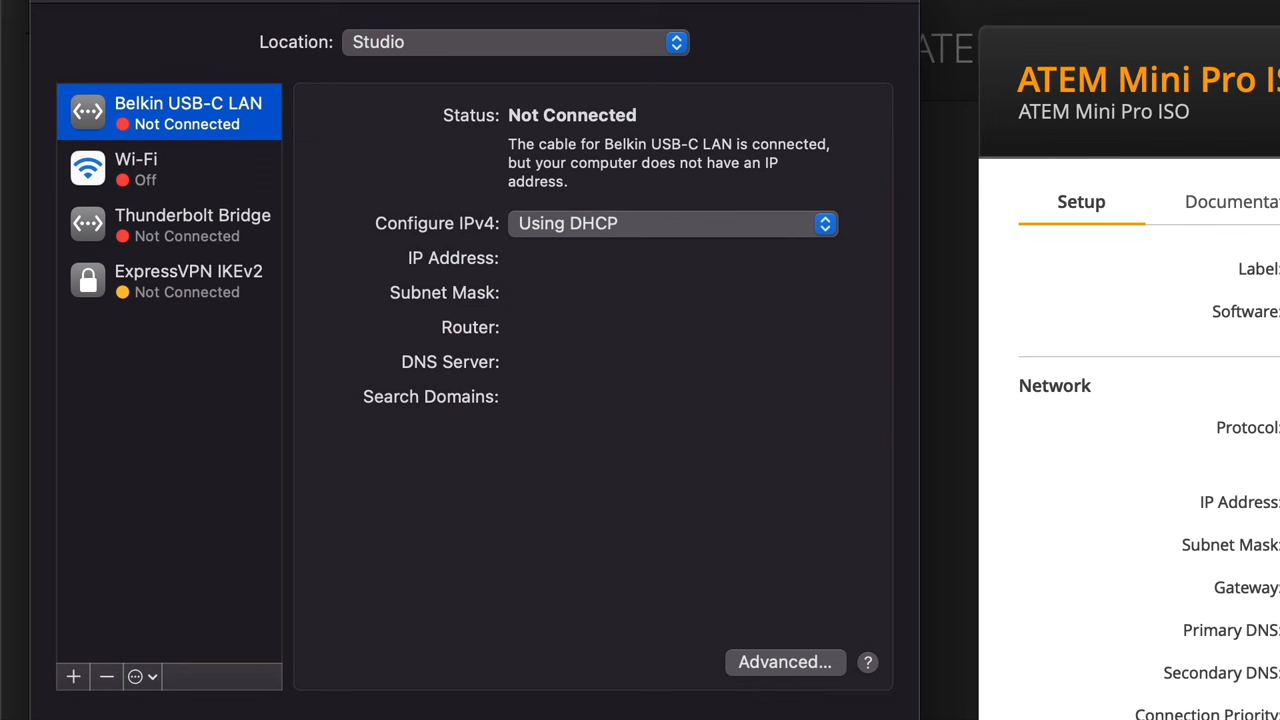 Location: Studio
Belkin USB-C LAN
Not Connected
Wi-Fi
Off
Thunderbolt Bridge
Not Connected
ExpressVPN IKEv2
Not Connected
Status: Not Connected
The cable for Belkin USB-C LAN is connected,
but your computer does not have an IP
address.
Configure IPv4: Using DHCP
IP Address:
Subnet Mask:
Router:
DNS Server:
Search Domains:
Advanced...
?
ATE
ATEM Mini Pro IS
ATEM Mini Pro ISO
Setup Documenta
Label:
Software:
Network
Protocol:
IP Address:
Subnet Mask:
Gateway:
Primary DNS:
Secondary DNS:
Connection Priority: